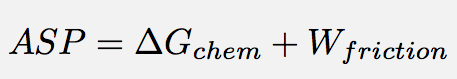 ASP = ΔG_chem + W_friction